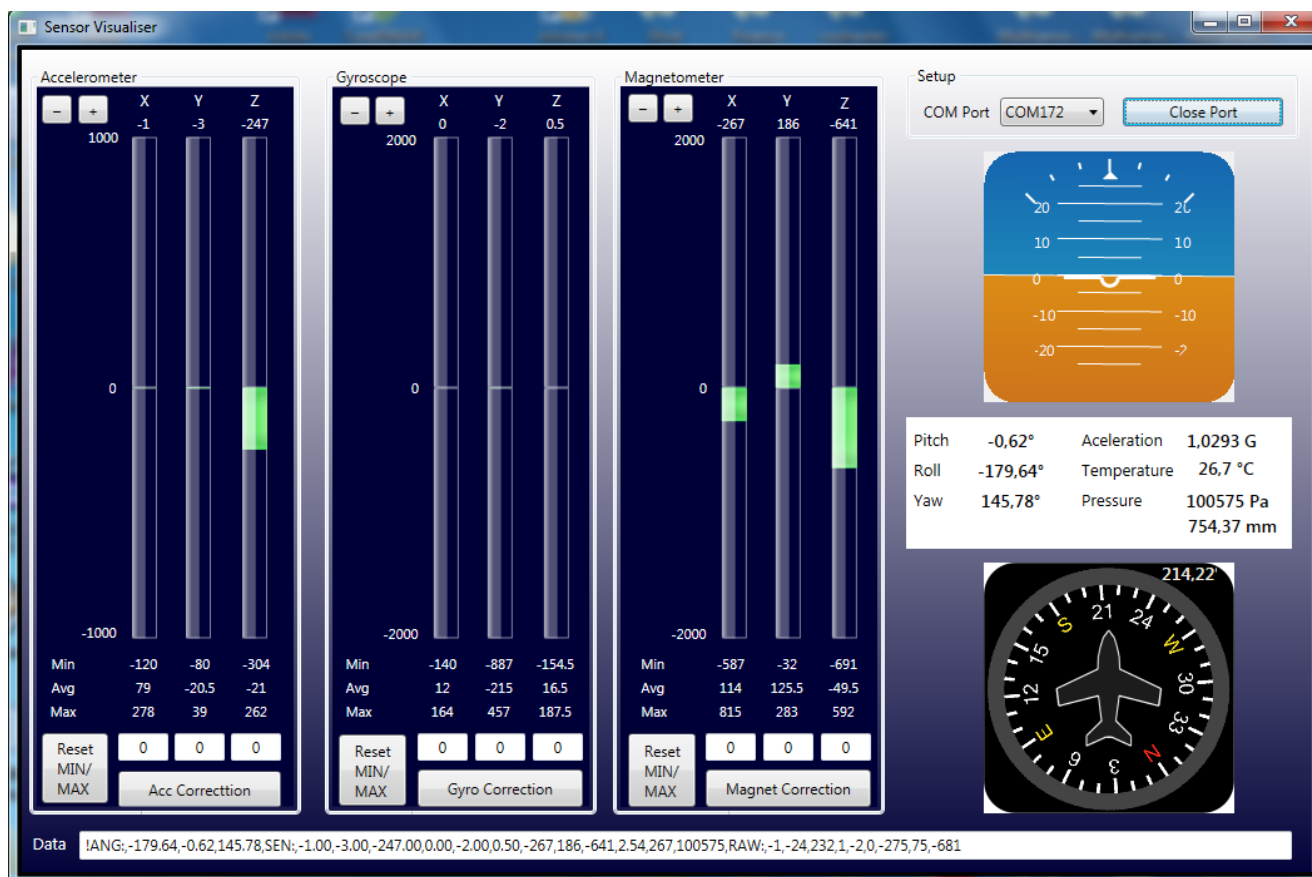 Sensor Visualiser
Accelerometer
- + X Y Z
-1 -3 -247
1000
0
-1000
Min -120 -80 -304
Avg 79 -20.5 -21
Max 278 39 262
Reset MIN/ MAX
0 0 0
Acc Correcttion
Gyroscope
- + X Y Z
0 -2 0.5
2000
0
-2000
Min -140 -887 -154.5
Avg 12 -215 16.5
Max 164 457 187.5
Reset MIN/ MAX
0 0 0
Gyro Correction
Magnetometer
- + X Y Z
-267 186 -641
2000
0
-2000
Min -587 -32 -691
Avg 114 125.5 -49.5
Max 815 283 592
Reset MIN/ MAX
0 0 0
Magnet Correction
Setup
COM Port COM172 Close Port
20 20
10 10
0 0
-10 -10
-20 -2
Pitch -0,62° Aceleration 1,0293 G
Roll -179,64° Temperature 26,7 °C
Yaw 145,78° Pressure 100575 Pa
754,37 mm
214,22'
S 21 24 W 30 33 N 3 6 E 12 15
Data !ANG:,-179.64,-0.62,145.78,SEN:,-1.00,-3.00,-247.00,0.00,-2.00,0.50,-267,186,-641,2.54,267,100575,RAW:,-1,-24,232,1,-2,0,-275,75,-681